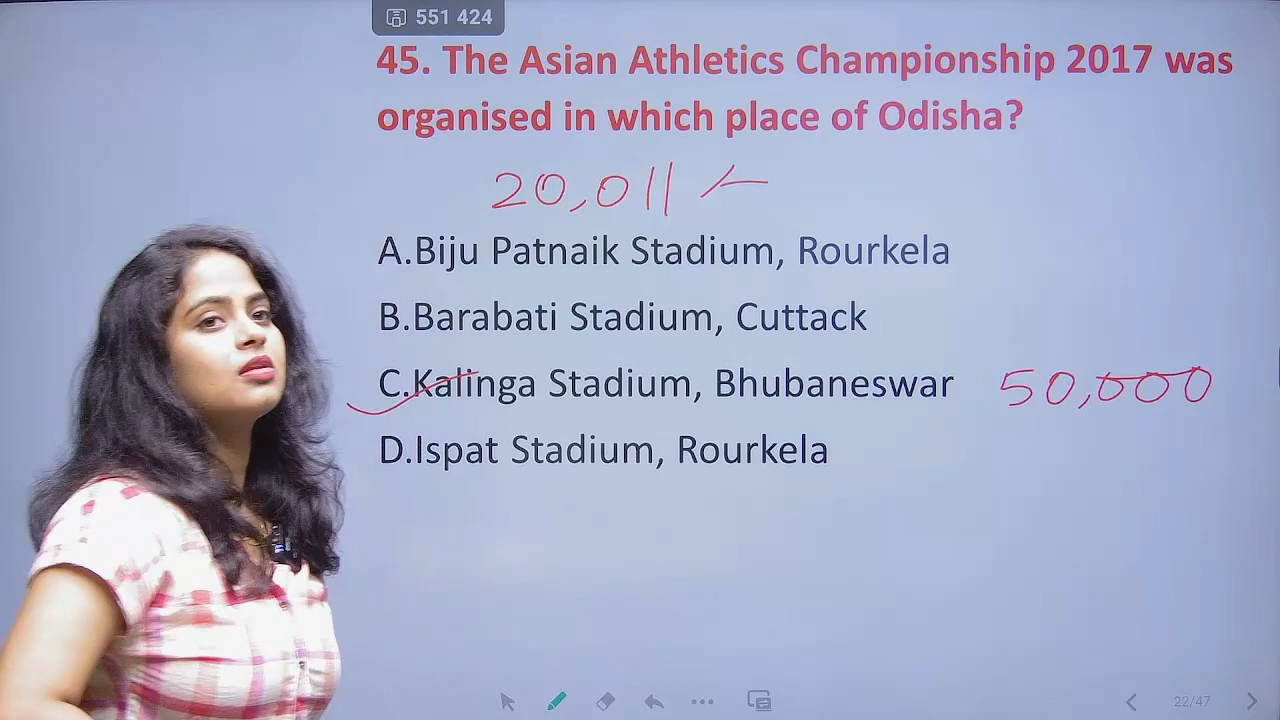 551 424
45. The Asian Athletics Championship 2017 was
organised in which place of Odisha?
20,011
A.Biju Patnaik Stadium, Rourkela
B.Barabati Stadium, Cuttack
C.Kalinga Stadium, Bhubaneswar 50,000
D.Ispat Stadium, Rourkela
22/47